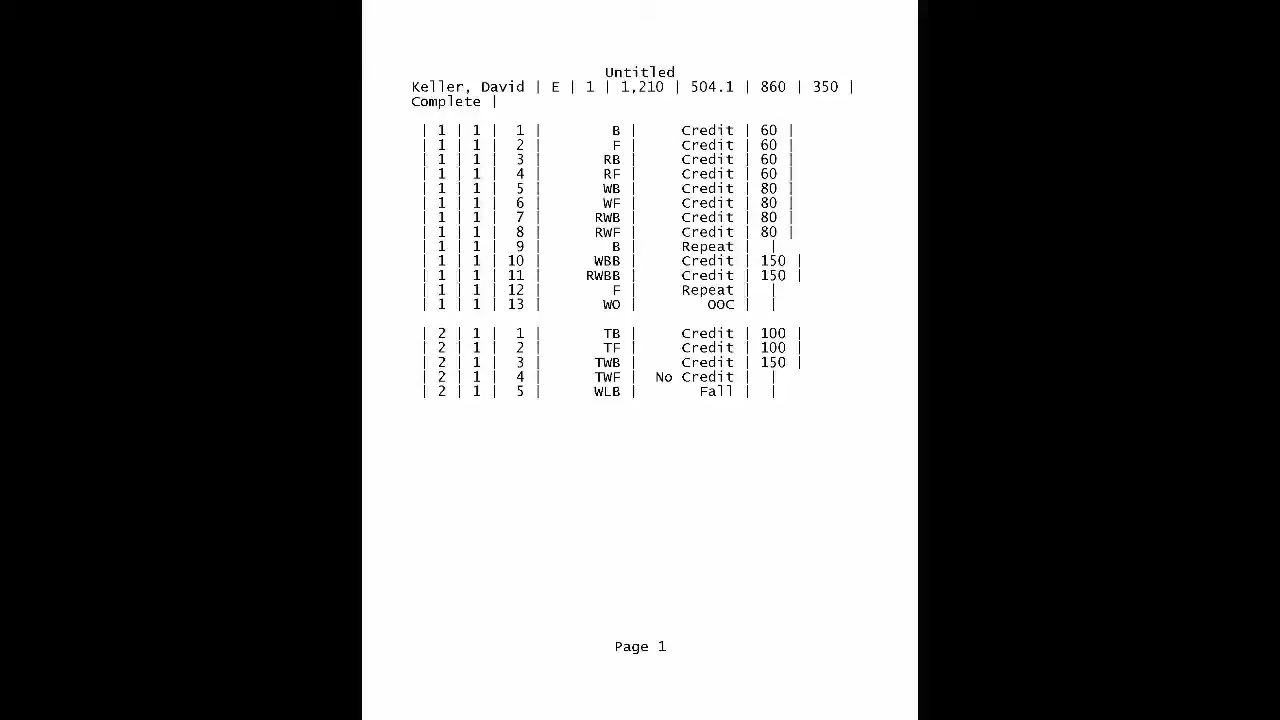 Untitled
Keller, David | E | 1 | 1,210 | 504.1 | 860 | 350 |
Complete |
| 1 | 1 | 1 | B | Credit | 60 |
| 1 | 1 | 2 | F | Credit | 60 |
| 1 | 1 | 3 | RB | Credit | 60 |
| 1 | 1 | 4 | RF | Credit | 60 |
| 1 | 1 | 5 | WB | Credit | 80 |
| 1 | 1 | 6 | WF | Credit | 80 |
| 1 | 1 | 7 | RWB | Credit | 80 |
| 1 | 1 | 8 | RWF | Credit | 80 |
| 1 | 1 | 9 | B | Repeat | |
| 1 | 1 | 10 | WBB | Credit | 150 |
| 1 | 1 | 11 | RWBB | Credit | 150 |
| 1 | 1 | 12 | F | Repeat | |
| 1 | 1 | 13 | WO | OOC | |
| 2 | 1 | 1 | TB | Credit | 100 |
| 2 | 1 | 2 | TF | Credit | 100 |
| 2 | 1 | 3 | TWB | Credit | 150 |
| 2 | 1 | 4 | TWF | No Credit | |
| 2 | 1 | 5 | WLB | Fall | |
Page 1